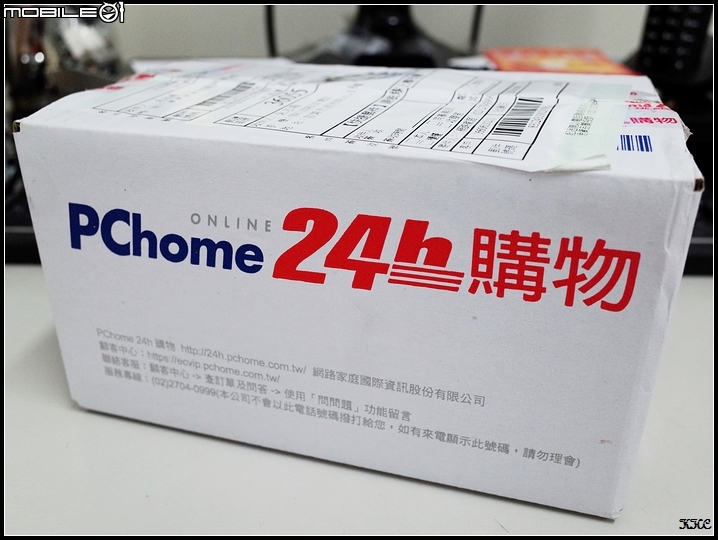 MOBILE01
購物
ONLINE
PChome 24h 購物
PChome 24h 購物 http://24h.pchome.com.tw/ 網路家庭國際資訊股份有限公司
顧客中心：https://ecvip.pchome.com.tw/
聯絡客服：顧客中心 -> 查訂單及問答 -> 使用「問問題」功能留言
服務專線：(02)2704-0999(本公司不會以此電話號碼撥打給您，如有來電顯示此號碼，請勿理會)